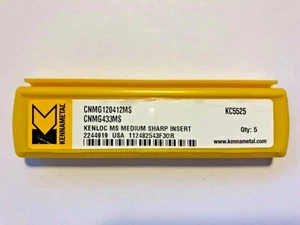 KENNAMETAL
CNMG120412MS KC5525
CNMG433MS
KENLOC MS MEDIUM SHARP INSERT
2244919 USA 112482543F30R Qty: 5
www.kennametal.com